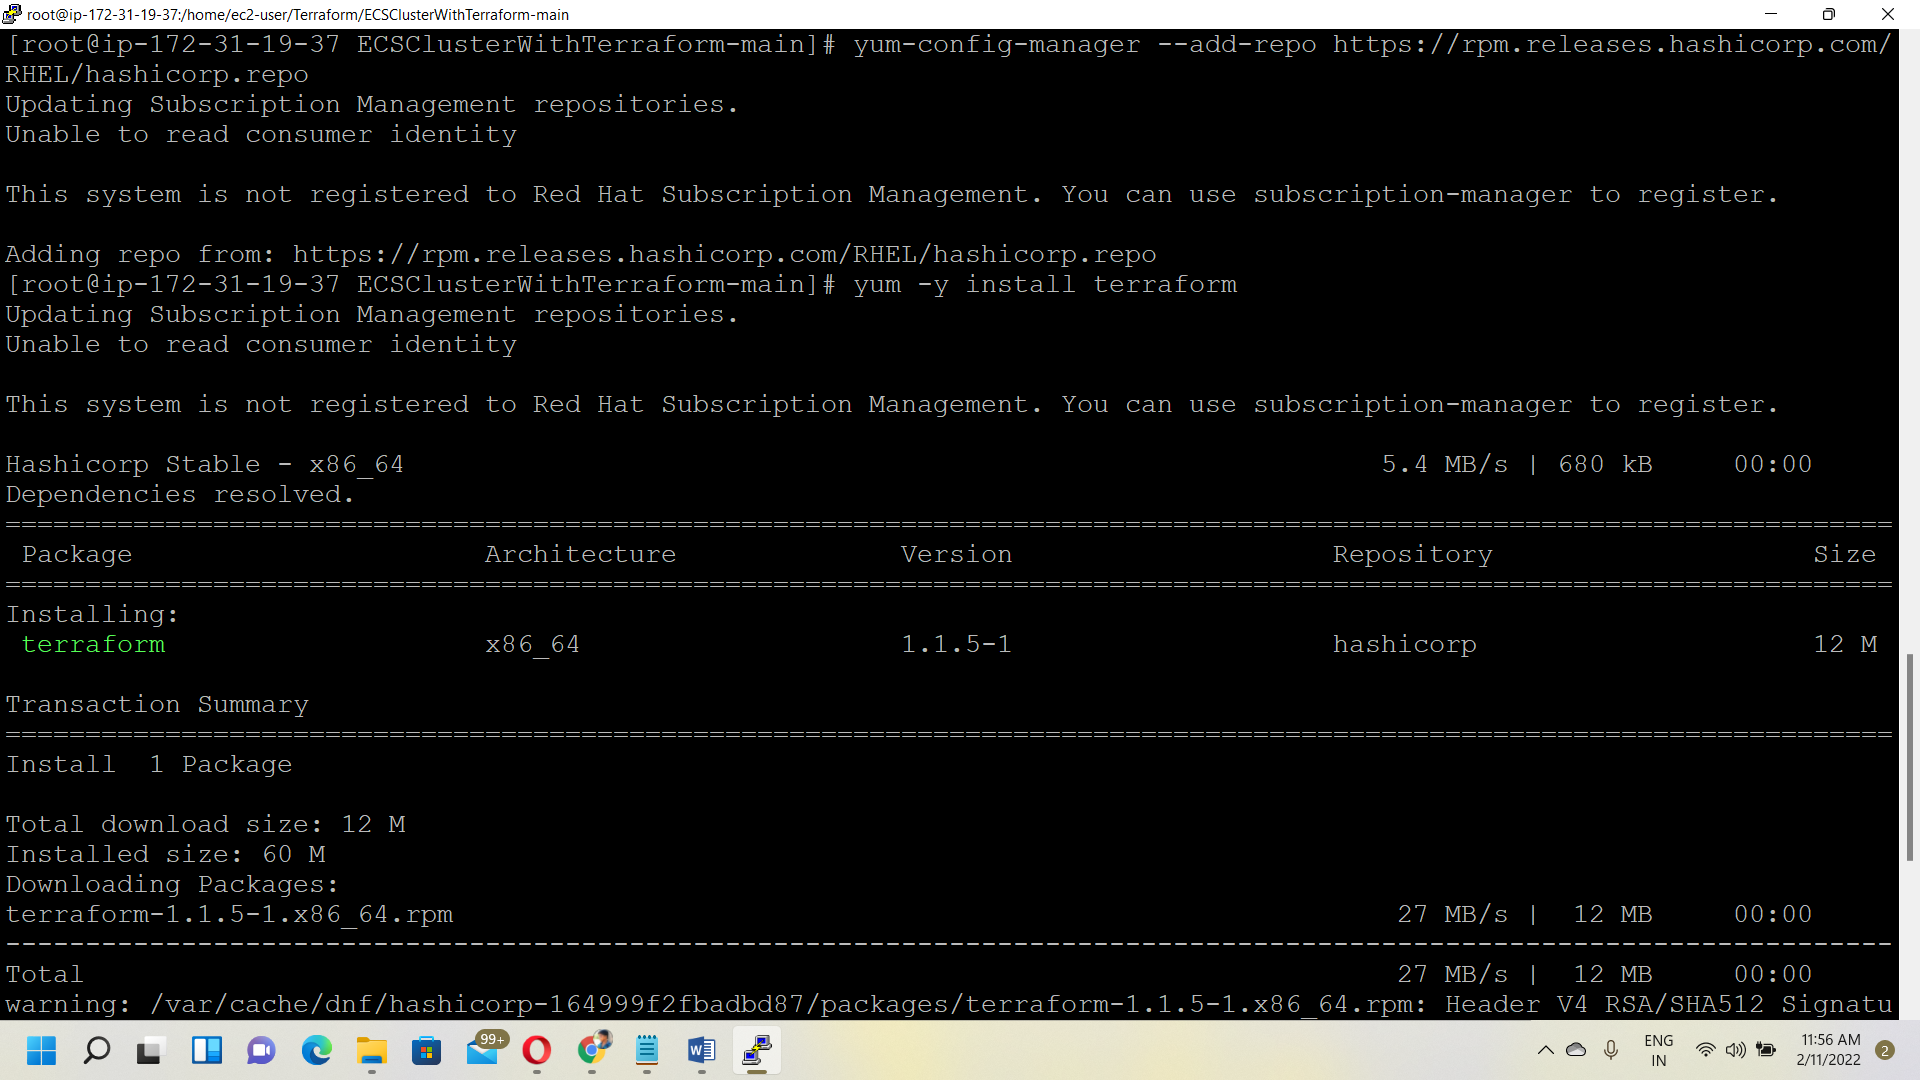 root@ip-172-31-19-37:/home/ec2-user/Terraform/ECSClusterWithTerraform-main
[root@ip-172-31-19-37 ECSClusterWithTerraform-main]# yum-config-manager --add-repo https://rpm.releases.hashicorp.com/
RHEL/hashicorp.repo
Updating Subscription Management repositories.
Unable to read consumer identity
This system is not registered to Red Hat Subscription Management. You can use subscription-manager to register.
Adding repo from: https://rpm.releases.hashicorp.com/RHEL/hashicorp.repo
[root@ip-172-31-19-37 ECSClusterWithTerraform-main]# yum -y install terraform
Updating Subscription Management repositories.
Unable to read consumer identity
This system is not registered to Red Hat Subscription Management. You can use subscription-manager to register.
Hashicorp Stable - x86_64 5.4 MB/s | 680 kB 00:00
Dependencies resolved.
======================================================================================================================
Package Architecture Version Repository Size
======================================================================================================================
Installing:
terraform x86_64 1.1.5-1 hashicorp 12 M
Transaction Summary
======================================================================================================================
Install 1 Package
Total download size: 12 M
Installed size: 60 M
Downloading Packages:
terraform-1.1.5-1.x86_64.rpm 27 MB/s | 12 MB 00:00
----------------------------------------------------------------------------------------------------------------------
Total 27 MB/s | 12 MB 00:00
warning: /var/cache/dnf/hashicorp-164999f2fbadbd87/packages/terraform-1.1.5-1.x86_64.rpm: Header V4 RSA/SHA512 Signatu
99+
ENG
IN
11:56 AM
2/11/2022
2